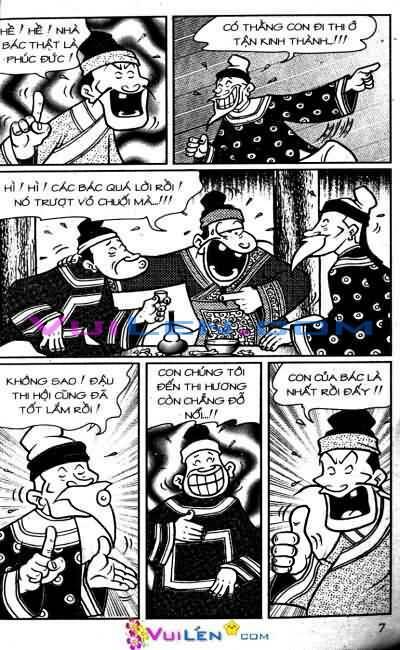 HỀ ! HỀ ! NHÀ
BÁC THẬT LÀ
PHÚC ĐỨC !
CÓ THẰNG CON ĐI THI Ở
TẬN KINH THÀNH..!!!
HÌ ! HÌ ! CÁC BÁC QUÁ LỜI RỒI !
NÓ TRƯỢT VỎ CHUỐI MÀ...!!!
VUILEN.COM
KHÔNG SAO ! ĐẬU
THI HỘI CŨNG ĐÃ
TỐT LẮM RỒI !
CON CHÚNG TÔI
ĐẾN THI HƯƠNG
CÒN CHẲNG ĐỖ
NỔI...!!
CON CỦA BÁC LÀ
NHẤT RỒI ĐẤY !!
7
VUILEN.COM